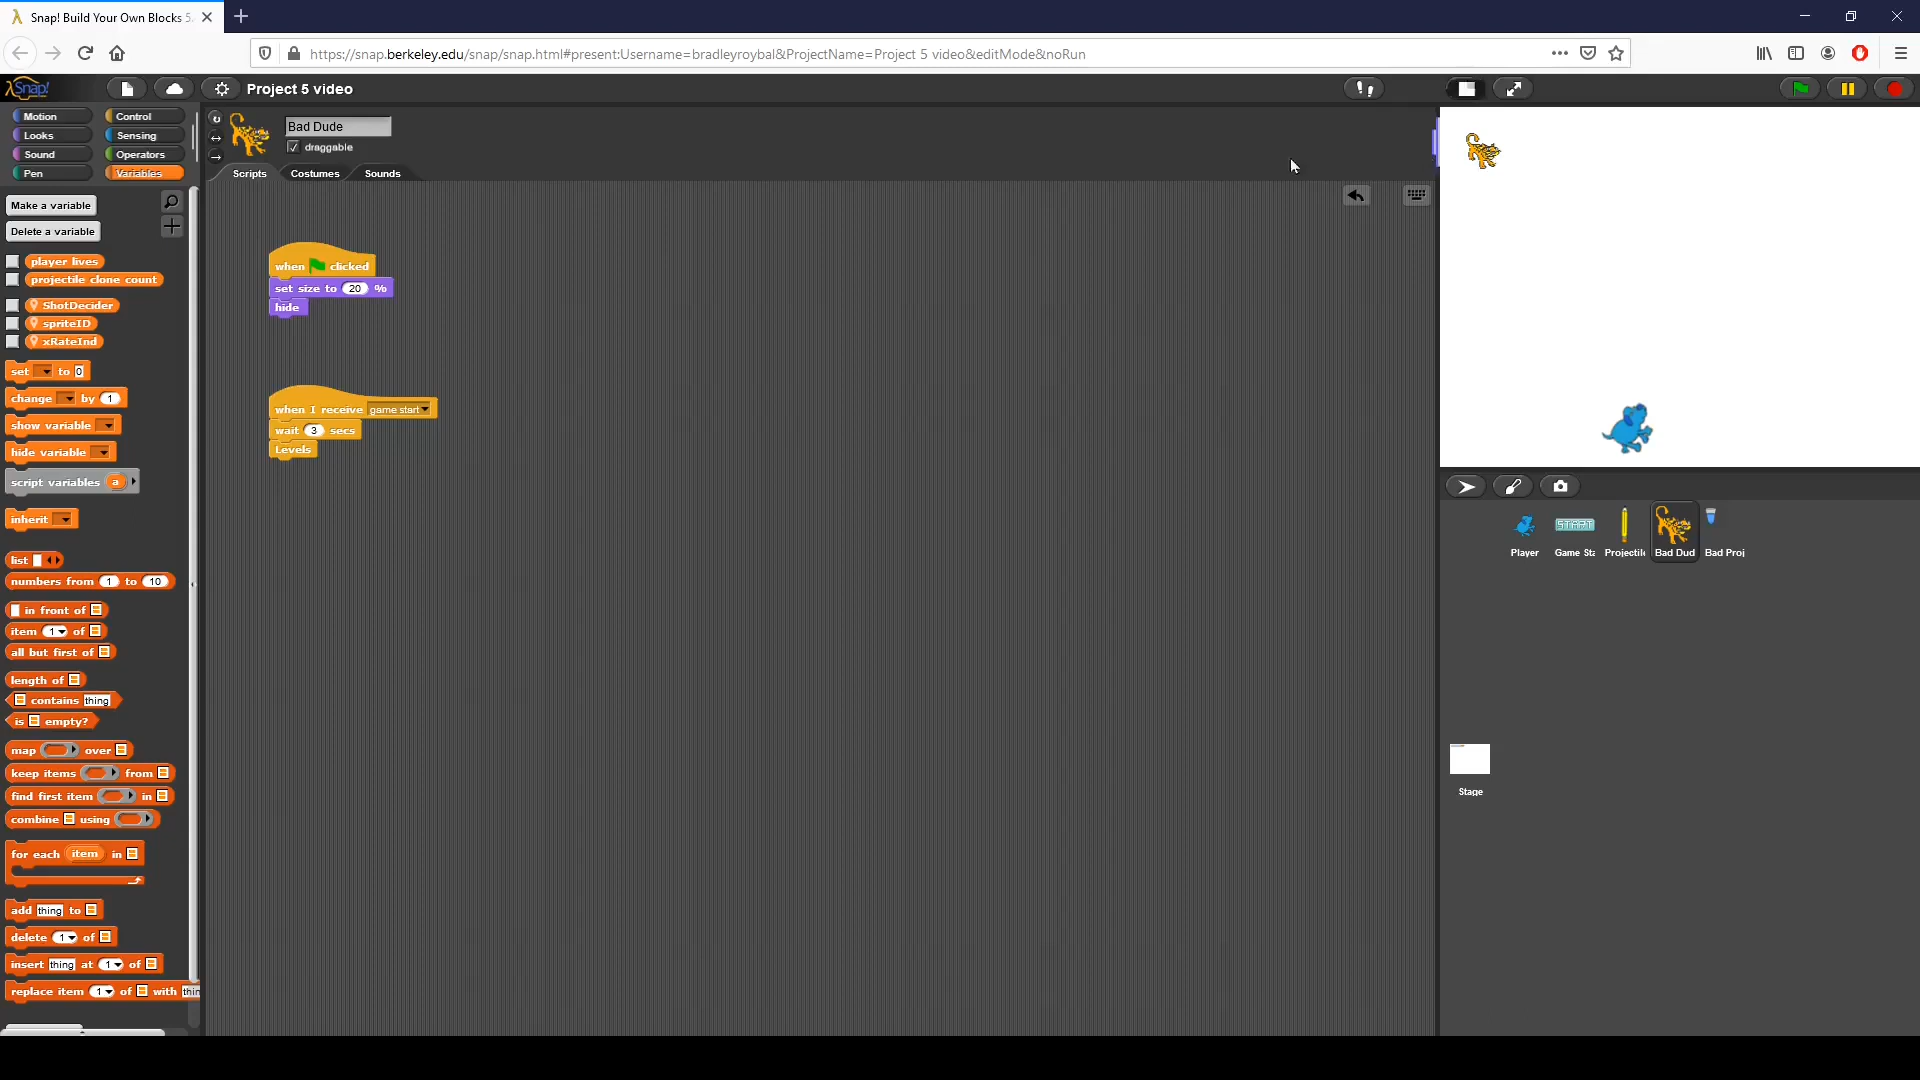 Snap! Build Your Own Blocks 5.
https://snap.berkeley.edu/snap/snap.html#present:Username=bradleyroybal&ProjectName=Project 5 video&editMode&noRun
Snap!
Project 5 video
Motion
Control
Looks
Sensing
Sound
Operators
Pen
Variables
Bad Dude
draggable
Scripts
Costumes
Sounds
Make a variable
Delete a variable
player lives
projectile clone count
ShotDecider
spriteID
xRateInd
set to 0
change by 1
show variable
hide variable
script variables a
inherit
list
numbers from 1 to 10
in front of
item 1 of
all but first of
length of
contains thing
is empty?
map over
keep items from
find first item in
combine using
for each item in
add thing to
delete 1 of
insert thing at 1 of
replace item 1 of with thin
when clicked
set size to 20 %
hide
when I receive game start
wait 3 secs
Levels
START
Player
Game Sta
Projectile
Bad Dud
Bad Proj
Stage